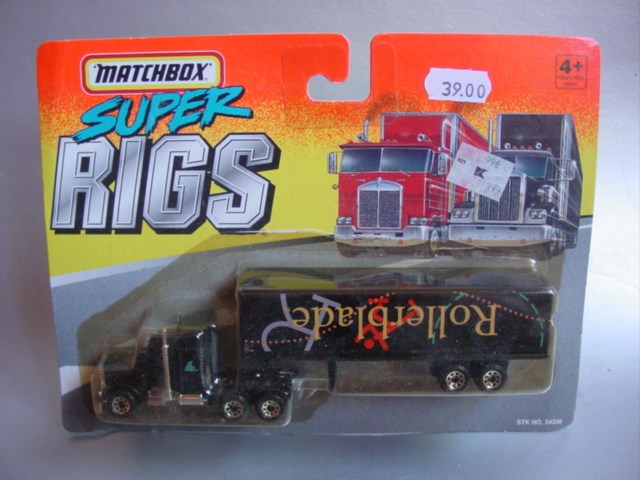 MATCHBOX
SUPER
RIGS
39.00
4+
Rollerblade
STK NO. 34330